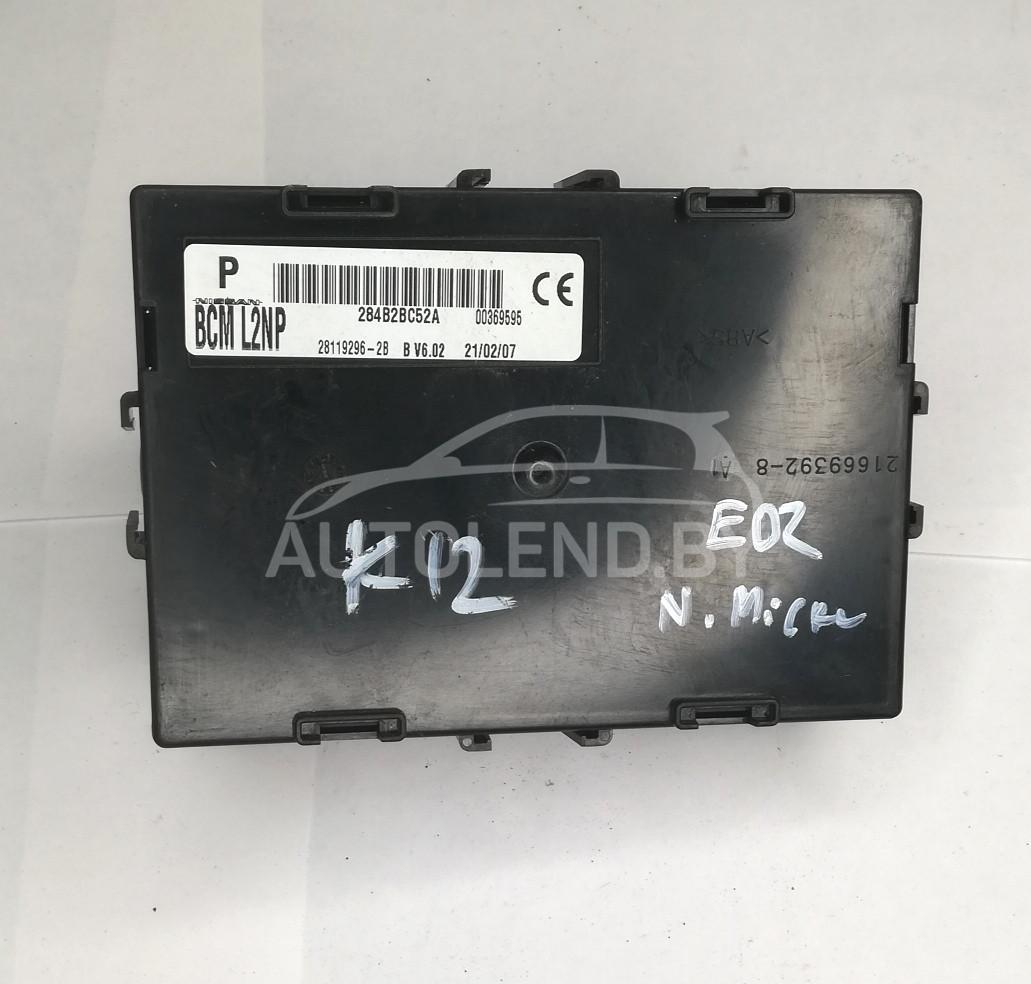 P
NISSAN
BCM L2NP
284B2BC52A 00369595
28119296-2B B V6.02 21/02/07
CE
>ABS<
21669392-8 A1
AUTOLEND.BY
K12
E02
N. Micra